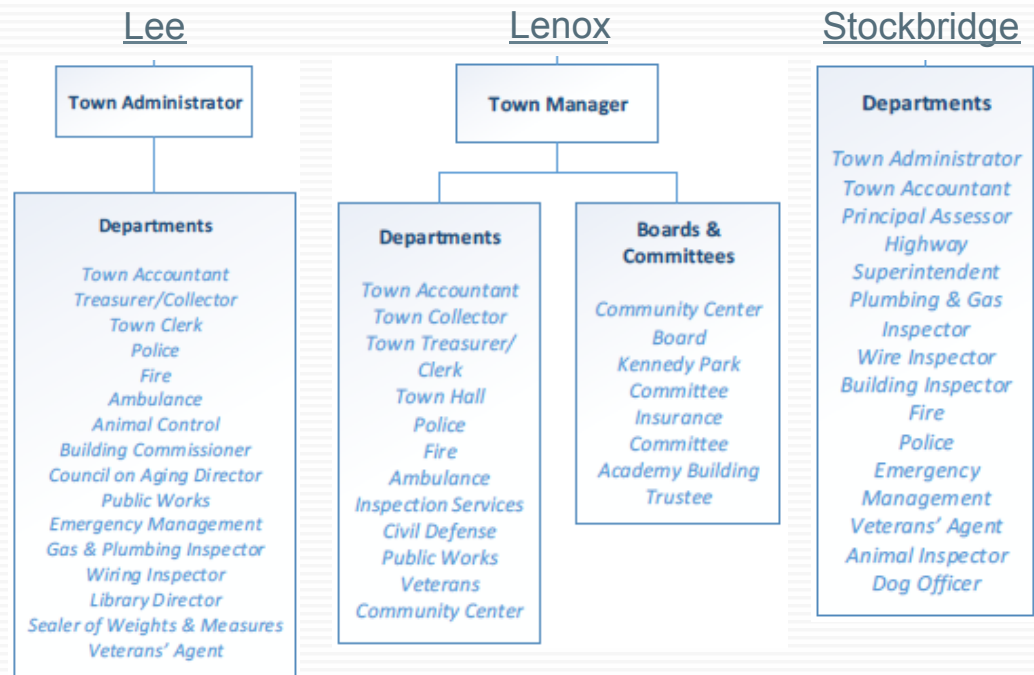 Lee
Town Administrator
Departments
Town Accountant
Treasurer/Collector
Town Clerk
Police
Fire
Ambulance
Animal Control
Building Commissioner
Council on Aging Director
Public Works
Emergency Management
Gas & Plumbing Inspector
Wiring Inspector
Library Director
Sealer of Weights & Measures
Veterans' Agent
Lenox
Town Manager
Departments
Town Accountant
Town Collector
Town Treasurer/
Clerk
Town Hall
Police
Fire
Ambulance
Inspection Services
Civil Defense
Public Works
Veterans
Community Center
Boards &
Committees
Community Center
Board
Kennedy Park
Committee
Insurance
Committee
Academy Building
Trustee
Stockbridge
Departments
Town Administrator
Town Accountant
Principal Assessor
Highway
Superintendent
Plumbing & Gas
Inspector
Wire Inspector
Building Inspector
Fire
Police
Emergency
Management
Veterans' Agent
Animal Inspector
Dog Officer